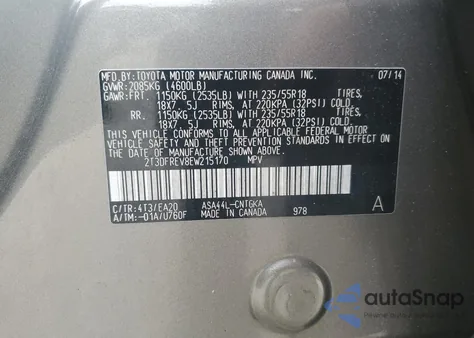 MFD. BY: TOYOTA MOTOR MANUFACTURING CANADA INC. 07/14
GVWR: 2085KG (4600LB)
GAWR: FRT. 1150KG (2535LB) WITH 235/55R18 TIRES,
18X7. 5J RIMS, AT 220KPA (32PSI) COLD
RR. 1150KG (2535LB) WITH 235/55R18 TIRES,
18X7. 5J RIMS, AT 220KPA (32PSI) COLD
THIS VEHICLE CONFORMS TO ALL APPLICABLE FEDERAL MOTOR
VEHICLE SAFETY AND THEFT PREVENTION STANDARDS IN EFFECT
ON THE DATE OF MANUFACTURE SHOWN ABOVE.
2T3DFREV8EW215170 MPV
C/TR: 4T3/EA20 ASA44L-CNTGKA
A/TM: -01A/U760F MADE IN CANADA 978 A
autoSnap